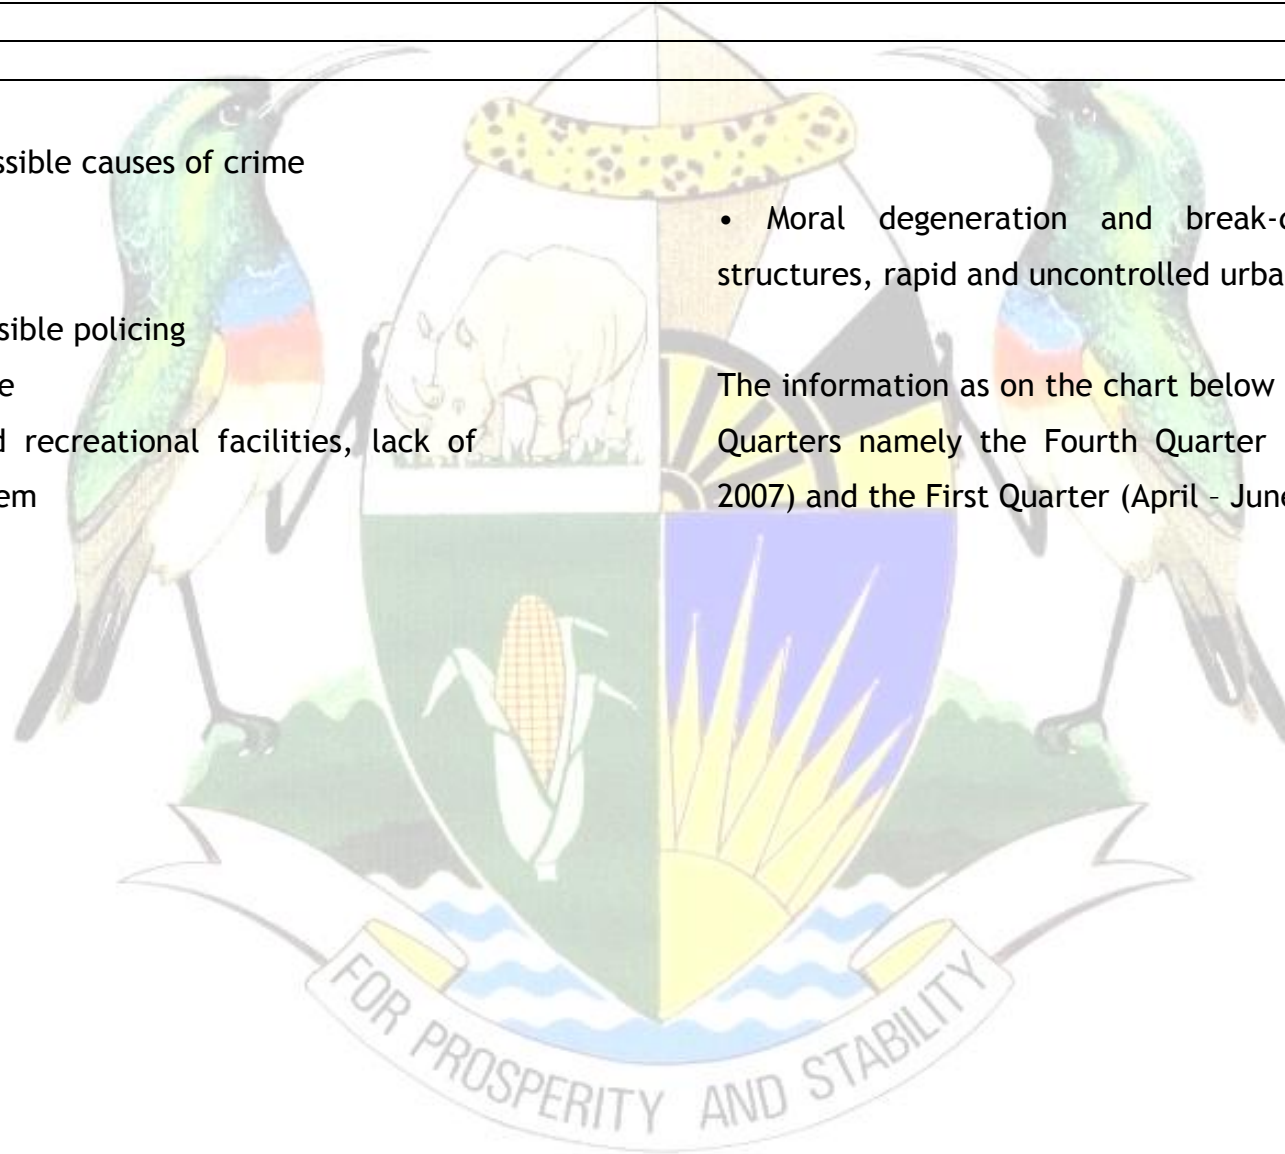 ssible causes of crime
sible policing
e
d recreational facilities, lack of
em
• Moral degeneration and break-
structures, rapid and uncontrolled urba
The information as on the chart below
Quarters namely the Fourth Quarter
2007) and the First Quarter (April – June
FOR PROSPERITY AND STABILITY